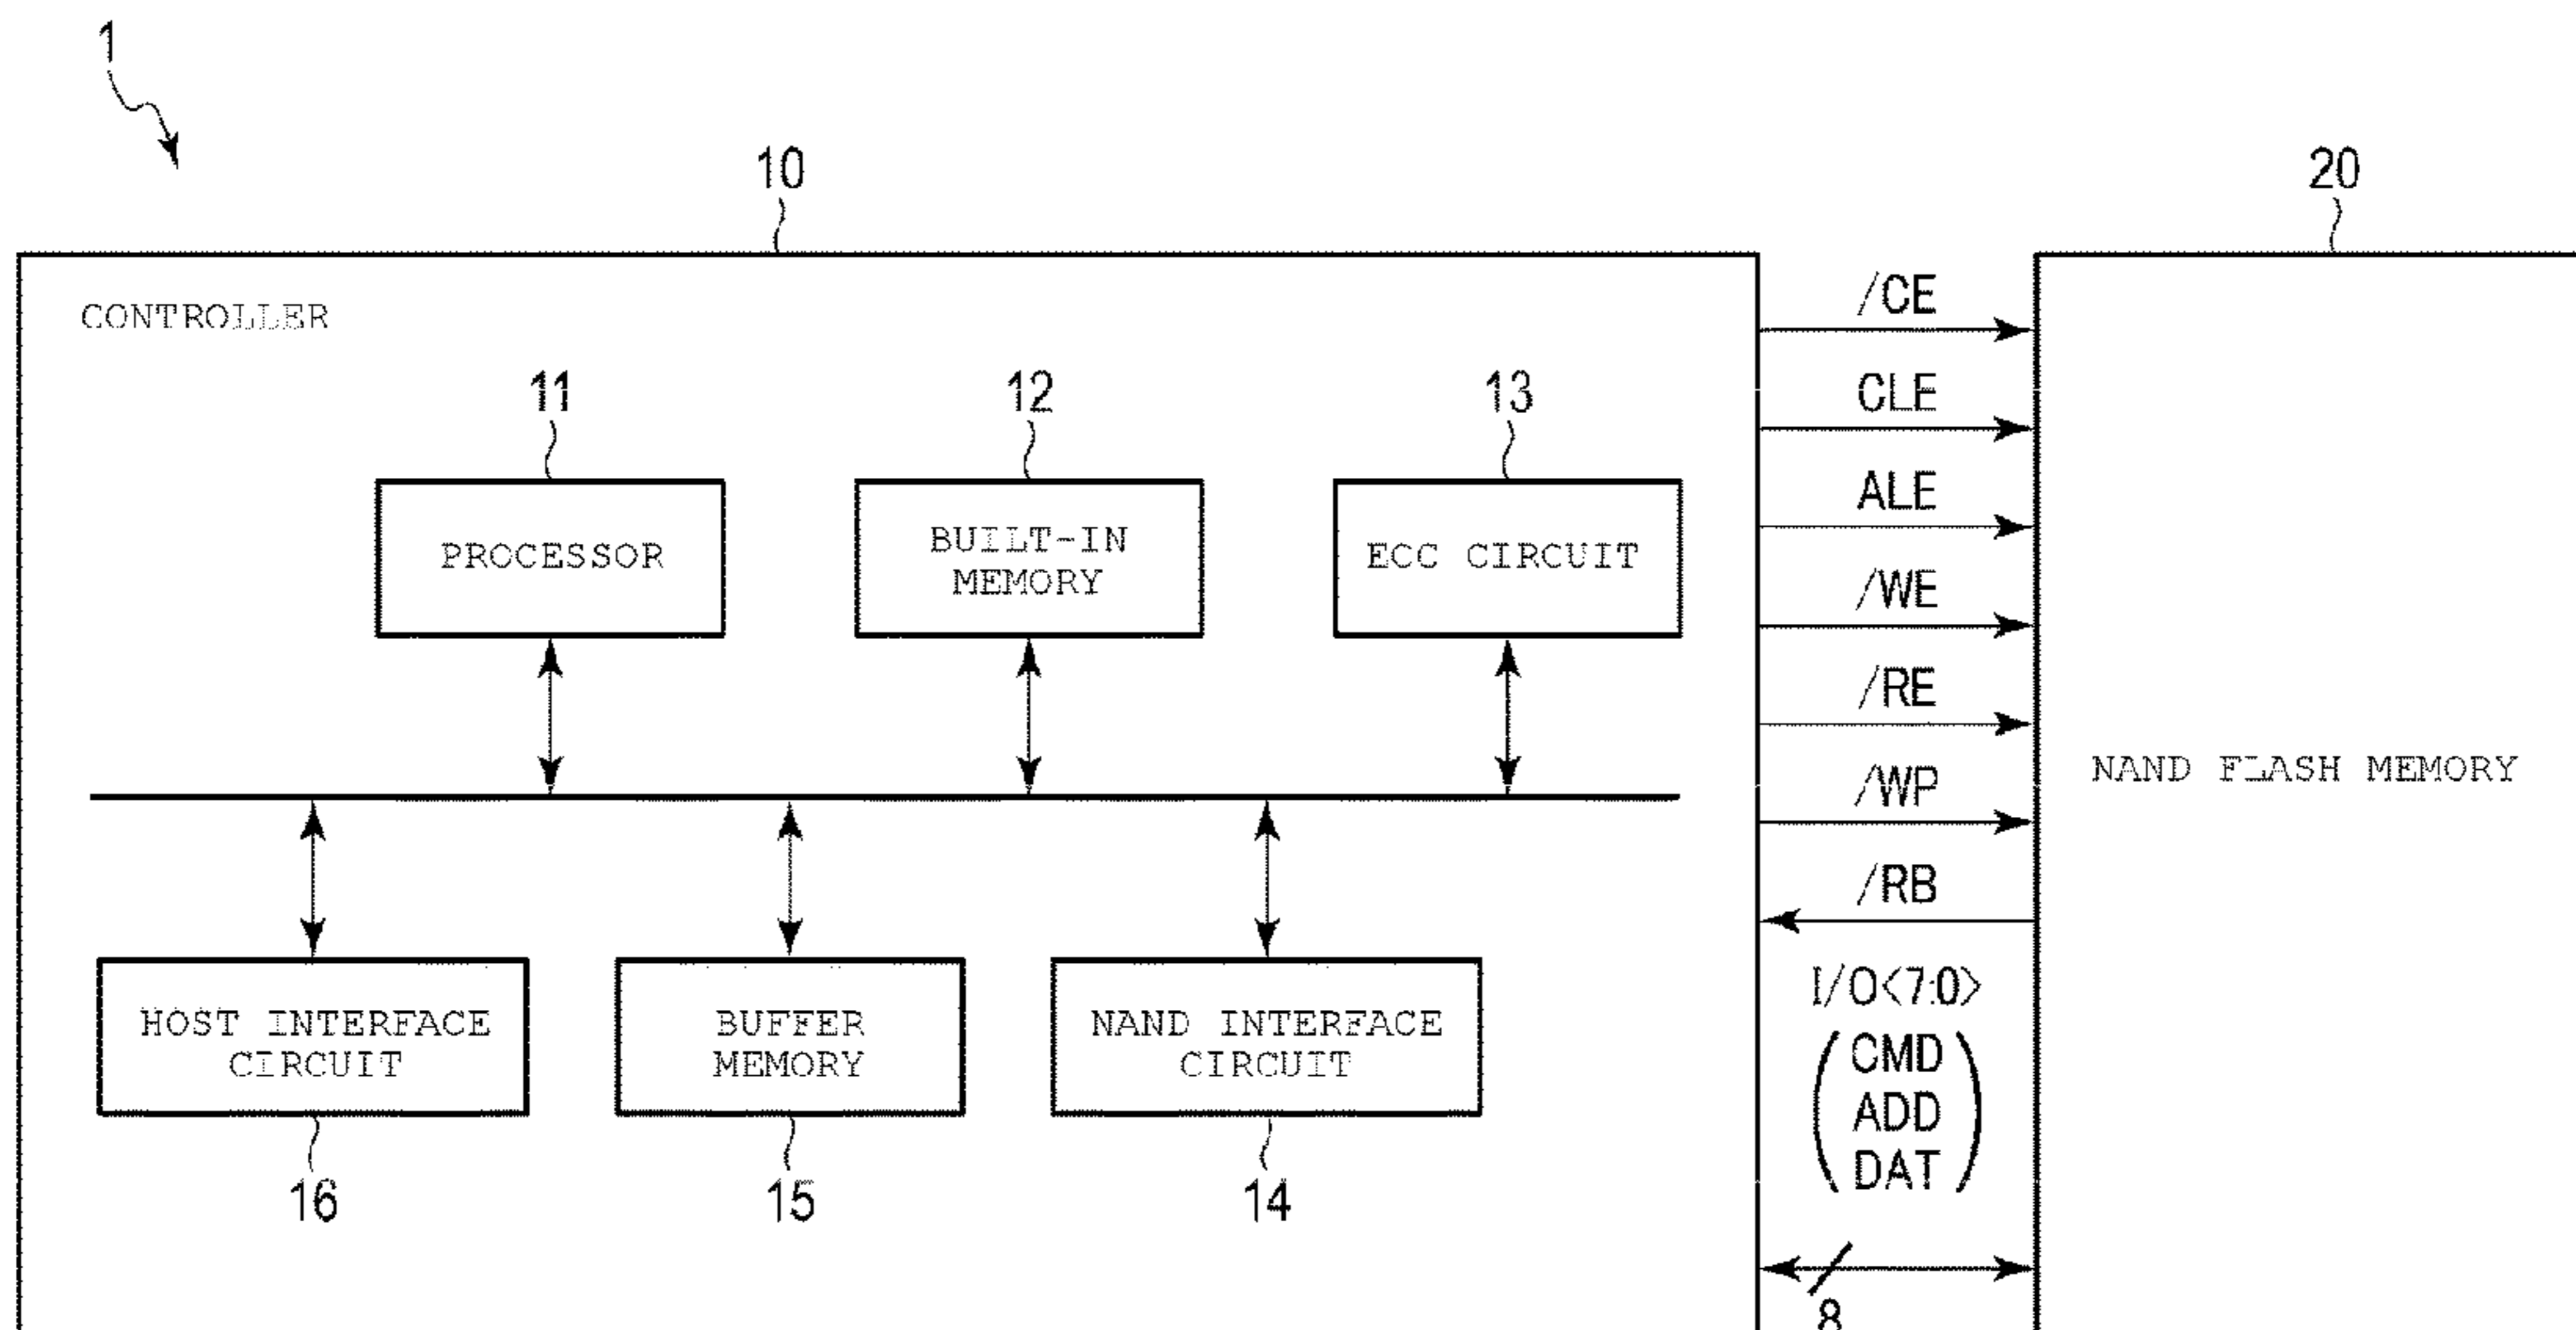 1
10
20
CONTROLLER
11
12
13
PROCESSOR
BUILT-IN
MEMORY
ECC CIRCUIT
HOST INTERFACE
CIRCUIT
BUFFER
MEMORY
NAND INTERFACE
CIRCUIT
16
15
14
/CE
CLE
ALE
/WE
/RE
/WP
/RB
I/O<7:0>
CMD
ADD
DAT
8
NAND FLASH MEMORY